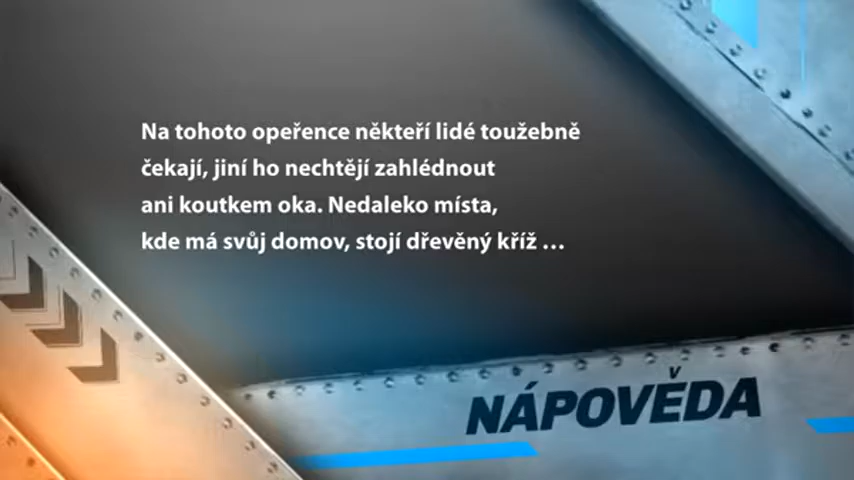 Na tohoto opeřence někteří lidé toužebně
čekají, jiní ho nechtějí zahlédnout
ani koutkem oka. Nedaleko místa,
kde má svůj domov, stojí dřevěný kříž ...
NÁPOVĚDA